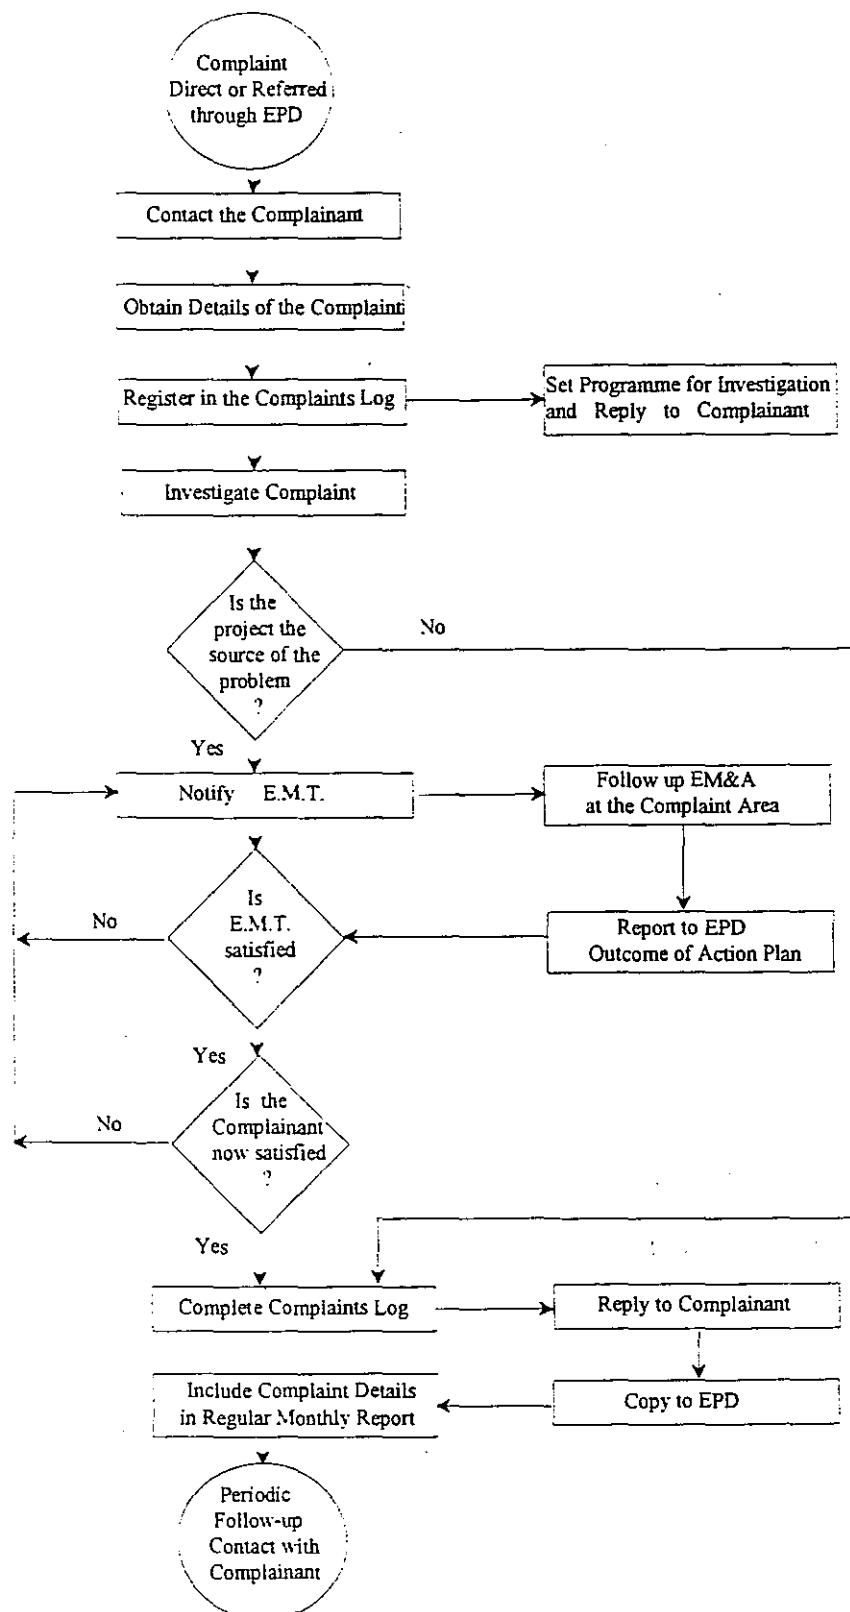 Complaint
Direct or Referred
through EPD
Contact the Complainant
Obtain Details of the Complaint
Register in the Complaints Log
Set Programme for Investigation
and Reply to Complainant
Investigate Complaint
Is the
project the
source of the
problem
?
No
Yes
Notify E.M.T.
Follow up EM&A
at the Complaint Area
Is
E.M.T.
satisfied
?
No
Report to EPD
Outcome of Action Plan
Yes
Is the
Complainant
now satisfied
?
No
Yes
Complete Complaints Log
Reply to Complainant
Include Complaint Details
in Regular Monthly Report
Copy to EPD
Periodic
Follow-up
Contact with
Complainant